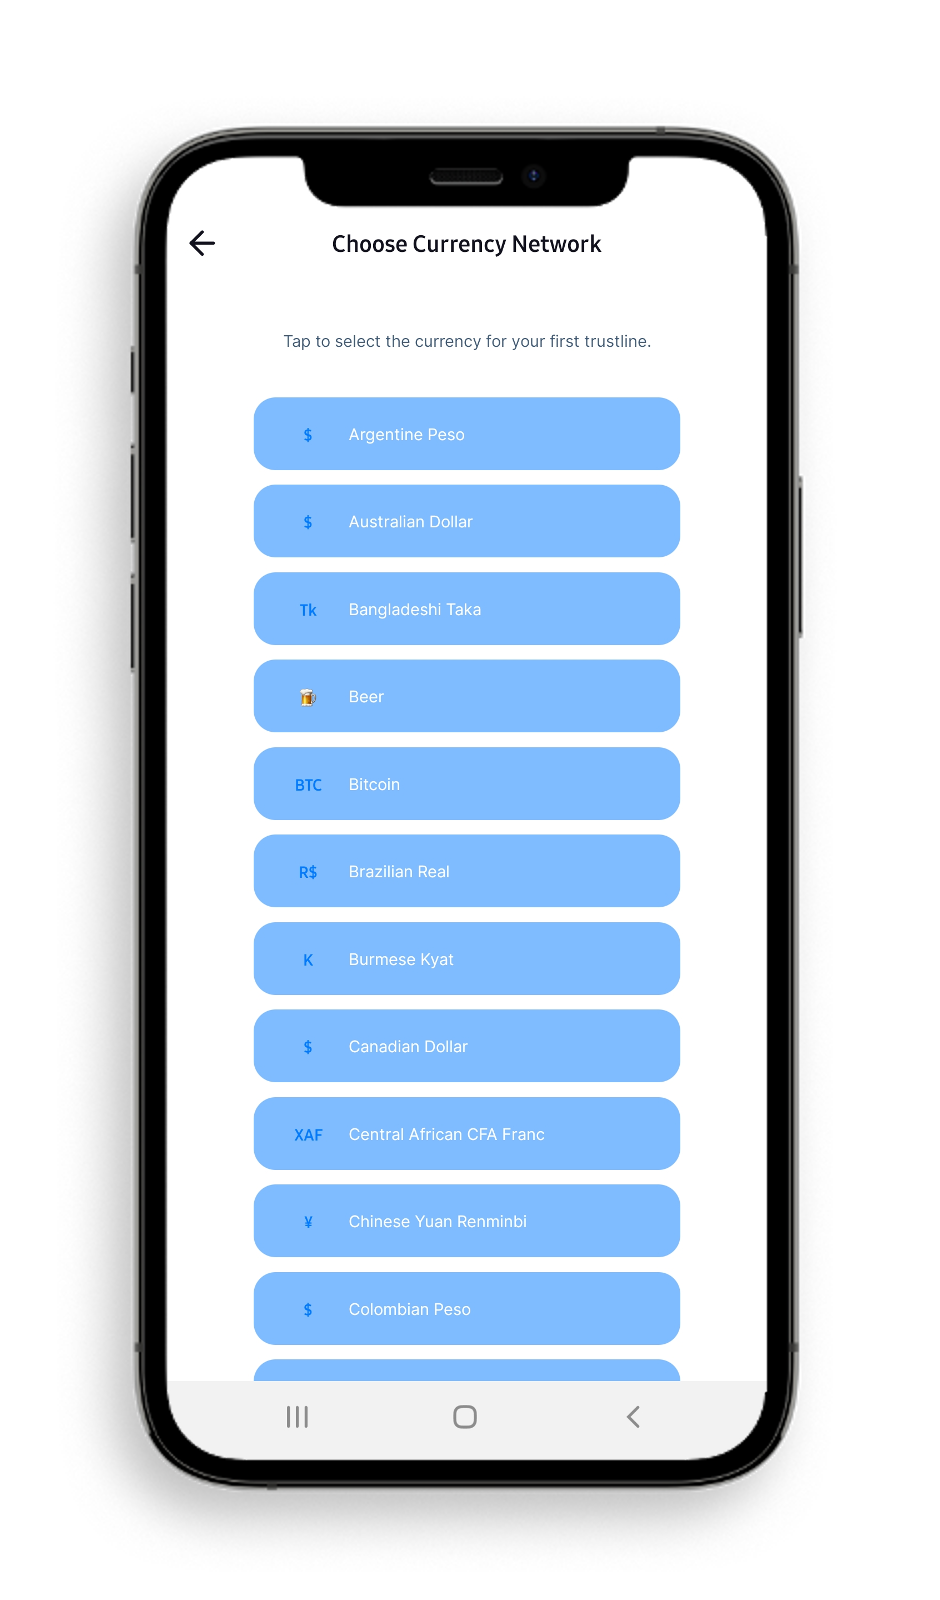 Choose Currency Network
Tap to select the currency for your first trustline.
$ Argentine Peso
$ Australian Dollar
Tk Bangladeshi Taka
🍺 Beer
BTC Bitcoin
R$ Brazilian Real
K Burmese Kyat
$ Canadian Dollar
XAF Central African CFA Franc
¥ Chinese Yuan Renminbi
$ Colombian Peso